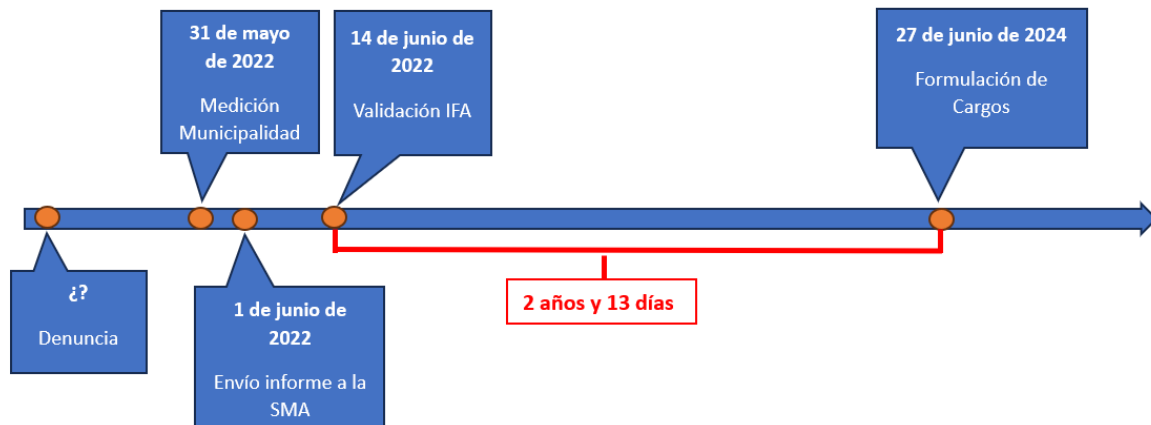 31 de mayo
de 2022
Medición
Municipalidad
14 de junio de
2022
Validación IFA
27 de junio de 2024
Formulación de
Cargos
¿?
Denuncia
1 de junio de
2022
Envío informe a la
SMA
2 años y 13 días